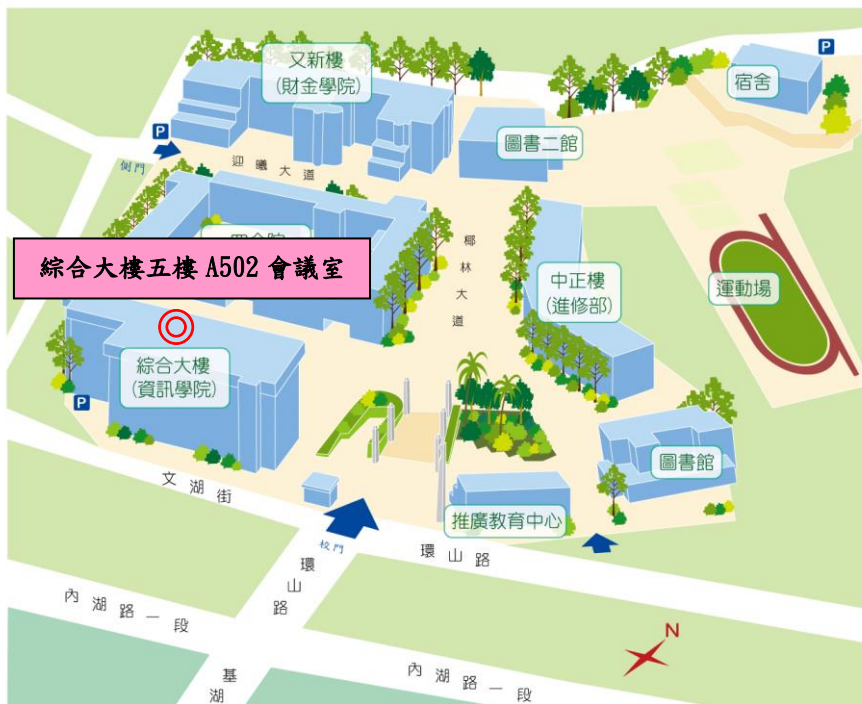 又新樓
(財金學院)
P
宿舍
P
圖書二館
側門
迎曦大道
綜合大樓五樓 A502 會議室
椰林大道
中正樓
(進修部)
運動場
綜合大樓
(資訊學院)
P
圖書館
文湖街
推廣教育中心
校門
環山路
環山路
內湖路一段
N
內湖路一段
基湖